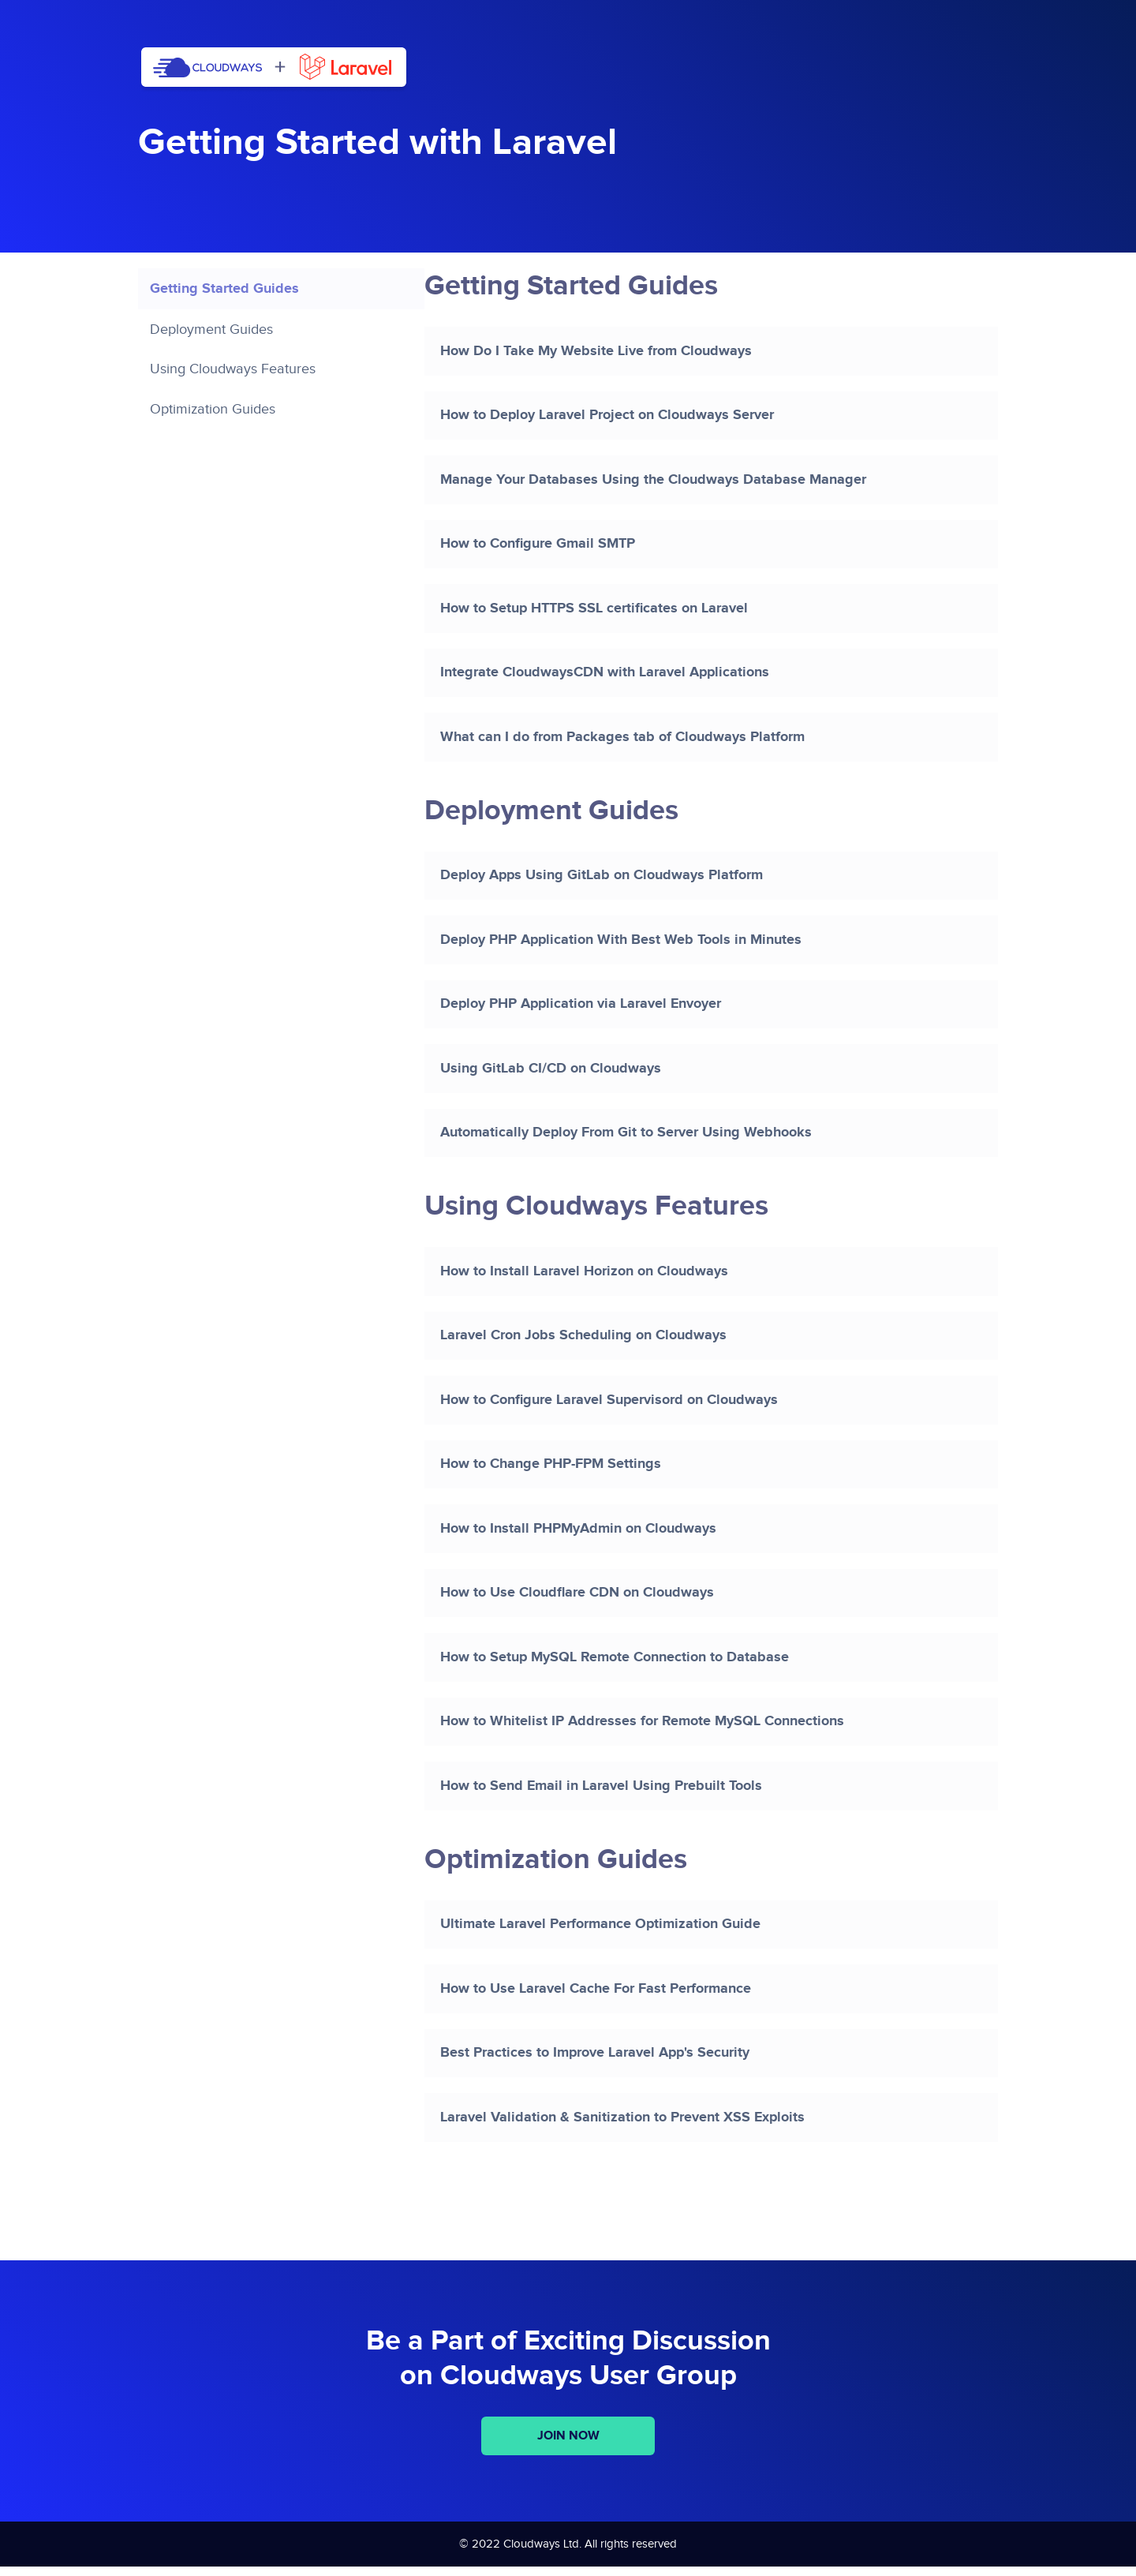 CLOUDWAYS + Laravel
Getting Started with Laravel
Getting Started Guides
Deployment Guides
Using Cloudways Features
Optimization Guides
Getting Started Guides
How Do I Take My Website Live from Cloudways
How to Deploy Laravel Project on Cloudways Server
Manage Your Databases Using the Cloudways Database Manager
How to Configure Gmail SMTP
How to Setup HTTPS SSL certificates on Laravel
Integrate CloudwaysCDN with Laravel Applications
What can I do from Packages tab of Cloudways Platform
Deployment Guides
Deploy Apps Using GitLab on Cloudways Platform
Deploy PHP Application With Best Web Tools in Minutes
Deploy PHP Application via Laravel Envoyer
Using GitLab CI/CD on Cloudways
Automatically Deploy From Git to Server Using Webhooks
Using Cloudways Features
How to Install Laravel Horizon on Cloudways
Laravel Cron Jobs Scheduling on Cloudways
How to Configure Laravel Supervisord on Cloudways
How to Change PHP-FPM Settings
How to Install PHPMyAdmin on Cloudways
How to Use Cloudflare CDN on Cloudways
How to Setup MySQL Remote Connection to Database
How to Whitelist IP Addresses for Remote MySQL Connections
How to Send Email in Laravel Using Prebuilt Tools
Optimization Guides
Ultimate Laravel Performance Optimization Guide
How to Use Laravel Cache For Fast Performance
Best Practices to Improve Laravel App's Security
Laravel Validation & Sanitization to Prevent XSS Exploits
Be a Part of Exciting Discussion
on Cloudways User Group
JOIN NOW
© 2022 Cloudways Ltd. All rights reserved